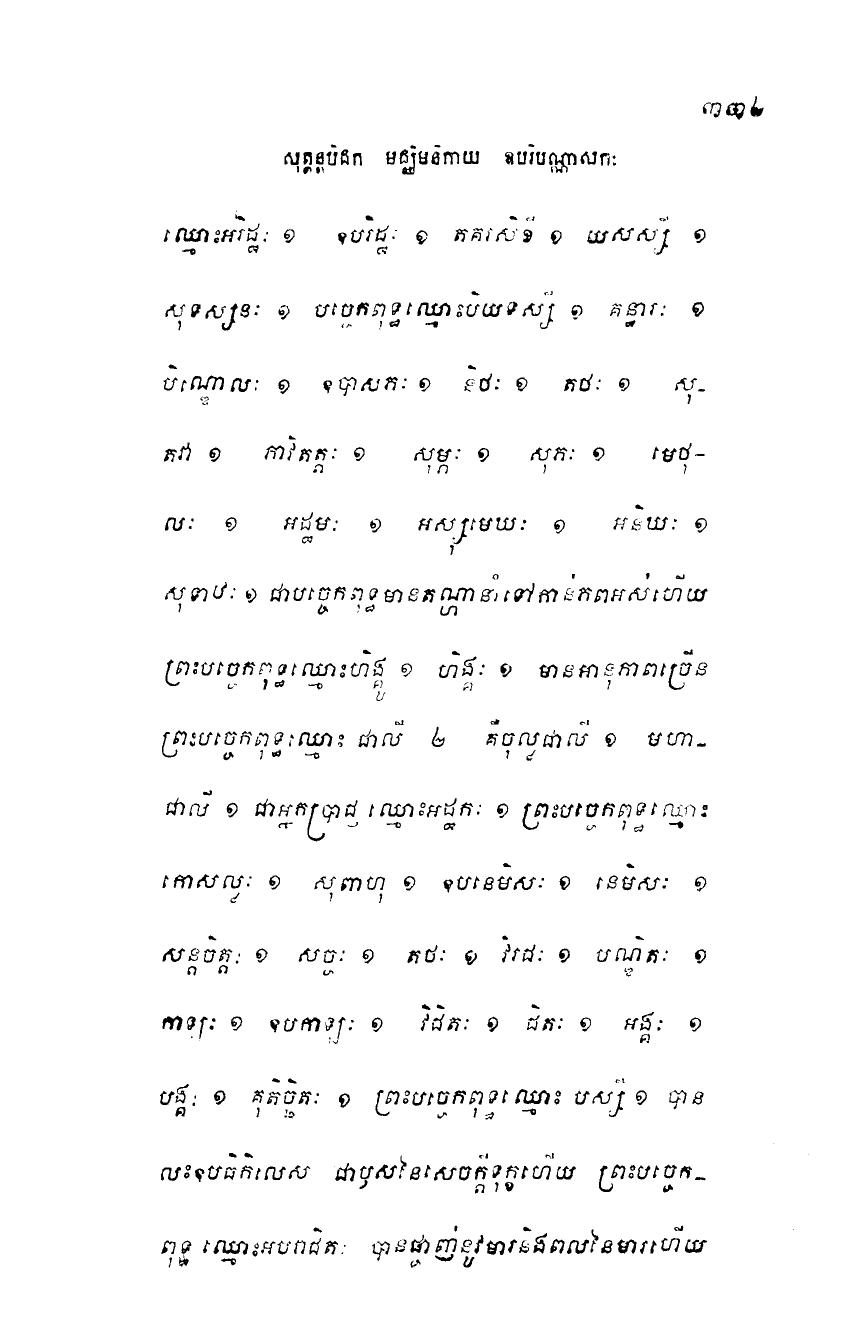 សុត្តន្តបិដក មជ្ឈិមនិកាយ ឧបរិបណ្ណាសកៈ
ឈ្មោះអរិដ្ឋៈ ១ ឧបរិដ្ឋៈ ១ តគរសិខី ១ យសស្សី ១
សុទស្សនៈ ១ បច្ចេកពុទ្ធឈ្មោះបិយទស្សី ១ គន្ធារៈ ១
បិណ្ឌោលៈ ១ ឧបាសភៈ ១ និថៈ ១ តថៈ ១ សុ-
តវា ១ ភាវិតត្តៈ ១ សុម្ភៈ ១ សុភៈ ១ មេថុ-
លៈ ១ អដ្ឋមៈ ១ អស្សុមេឃៈ ១ អនិឃៈ ១
សុទាឋៈ ១ ជាបច្ចេកពុទ្ធមានតណ្ហានាំទៅកាន់ភពអស់ហើយ
ព្រះបច្ចេកពុទ្ធឈ្មោះហិង្គូ ១ ហិង្គៈ ១ មានអានុភាពច្រើន
ព្រះបច្ចេកពុទ្ធឈ្មោះ ជាលី ២ គឺចុល្លជាលី ១ មហា-
ជាលី ១ ជាអ្នកប្រាជ្ញ ឈ្មោះអដ្ឋកៈ ១ ព្រះបច្ចេកពុទ្ធឈ្មោះ
កោសល្លៈ ១ សុពាហុ ១ ឧបនេមិសៈ ១ នេមិសៈ ១
សន្តចិត្តៈ ១ សច្ចៈ ១ តថៈ ១ វិរជៈ ១ បណ្ឌិតៈ ១
កាឡៈ ១ ឧបកាឡៈ ១ វិជិតៈ ១ ជិតៈ ១ អង្គៈ ១
បង្គៈ ១ គុតិច្ឆិតៈ ១ ព្រះបច្ចេកពុទ្ធឈ្មោះ បស្សី ១ បាន
លះឧបធិកិលេស ជាឫសនៃសេចក្តីទុក្ខហើយ ព្រះបច្ចេក-
ពុទ្ធ ឈ្មោះអបរាជិតៈ បានផ្ចាញ់នូវមារនិងពលនៃមារហើយ